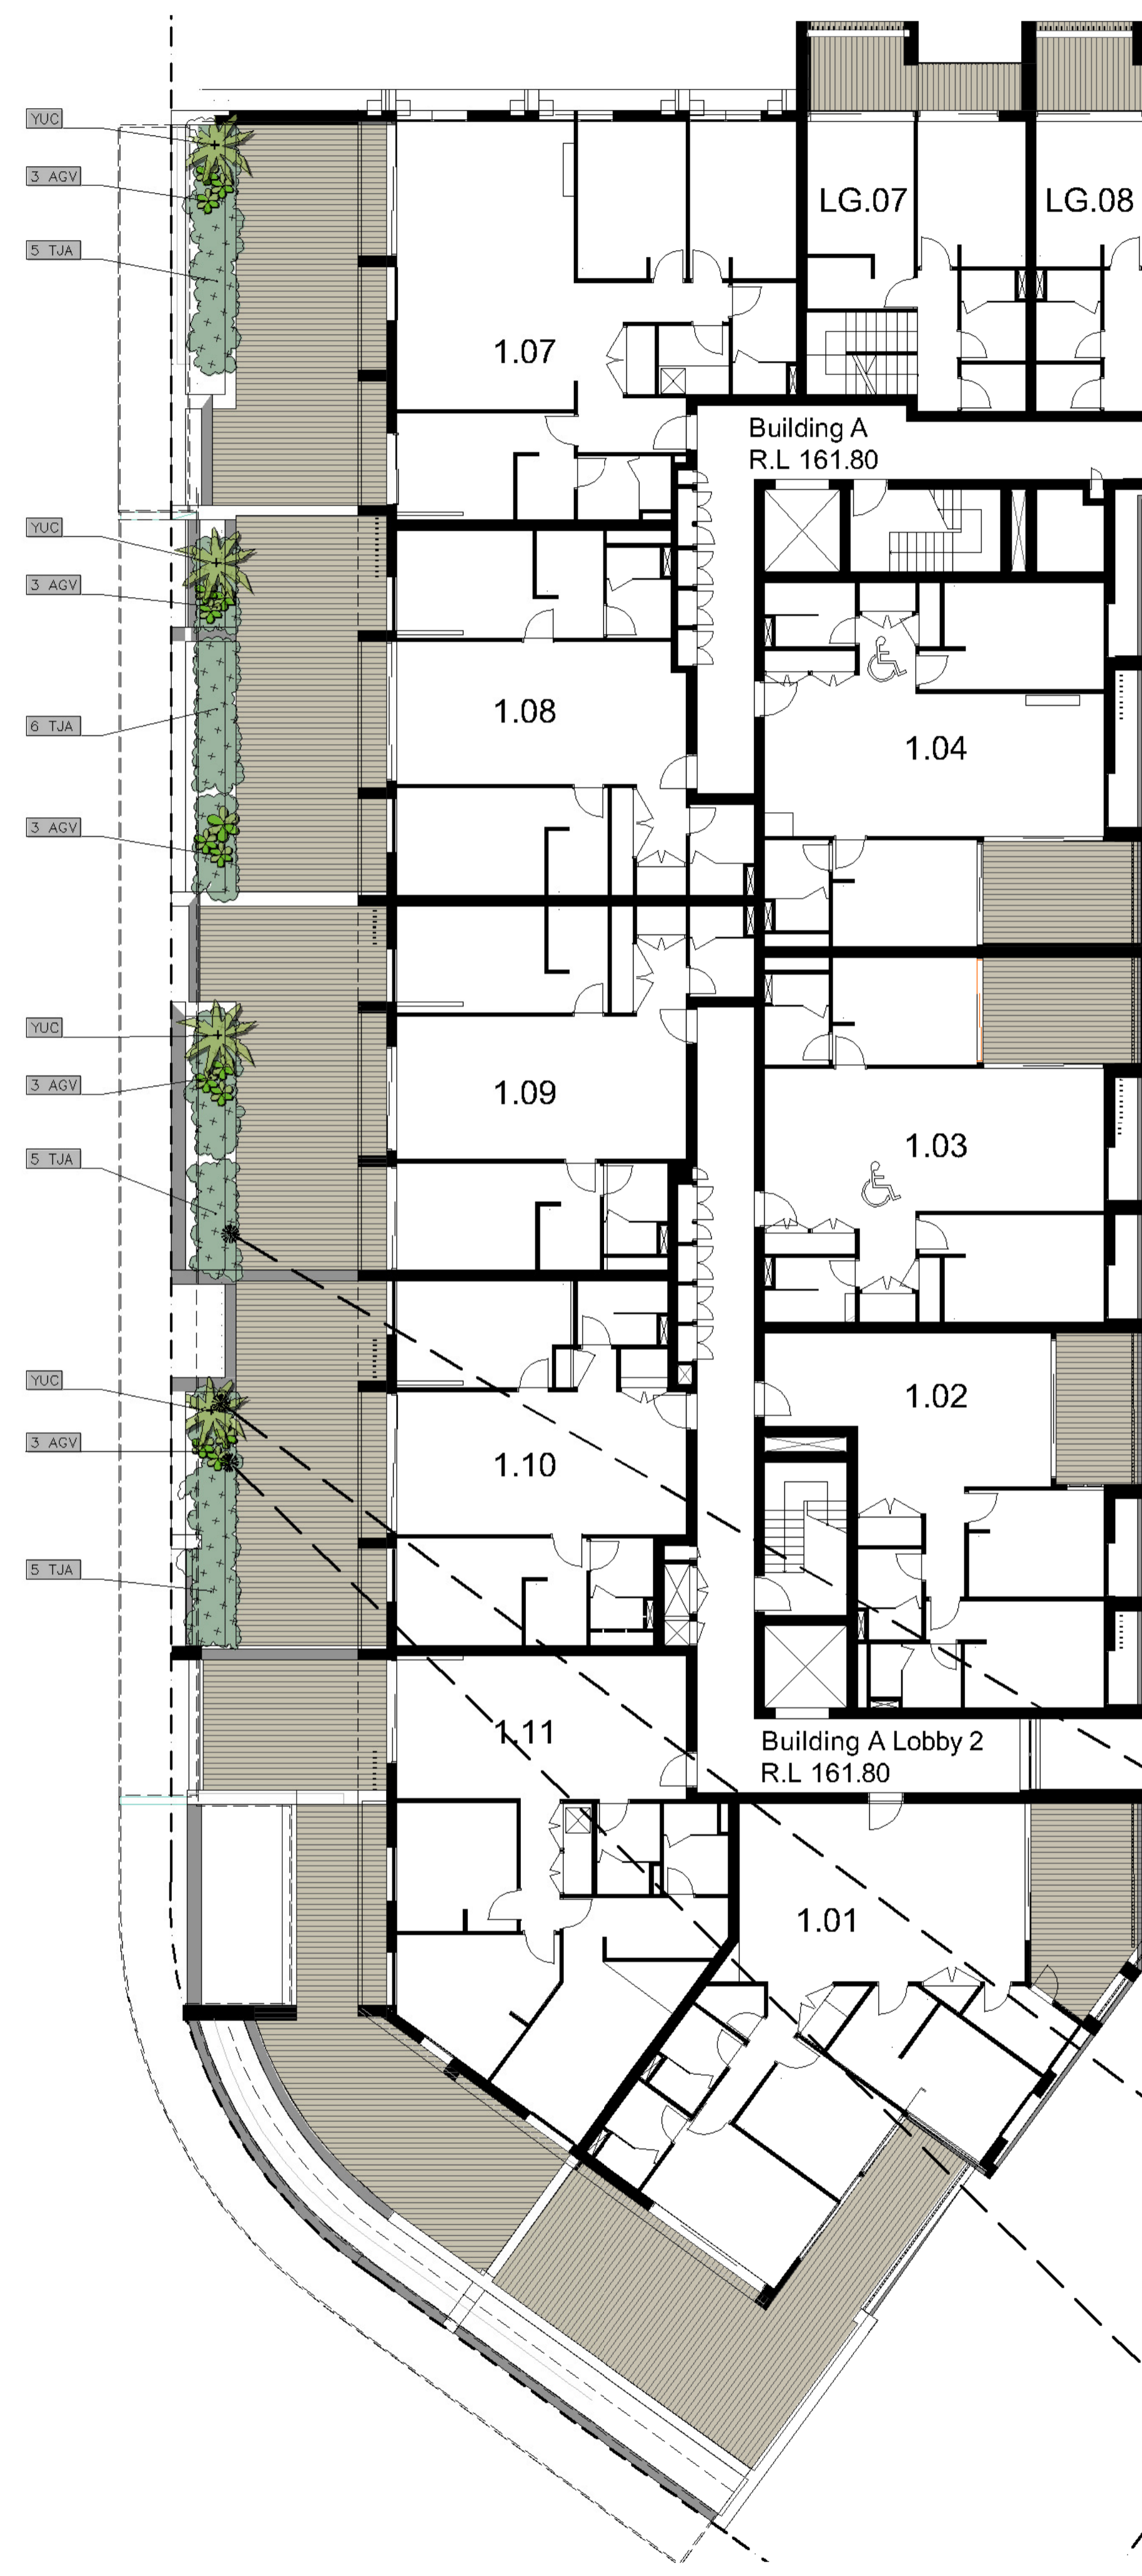 YUC
3 AGV
5 TJA
LG.07
LG.08
1.07
Building A
R.L 161.80
YUC
3 AGV
6 TJA
3 AGV
1.08
1.04
YUC
3 AGV
5 TJA
1.09
1.03
YUC
3 AGV
5 TJA
1.10
1.02
1.11
Building A Lobby 2
R.L 161.80
1.01